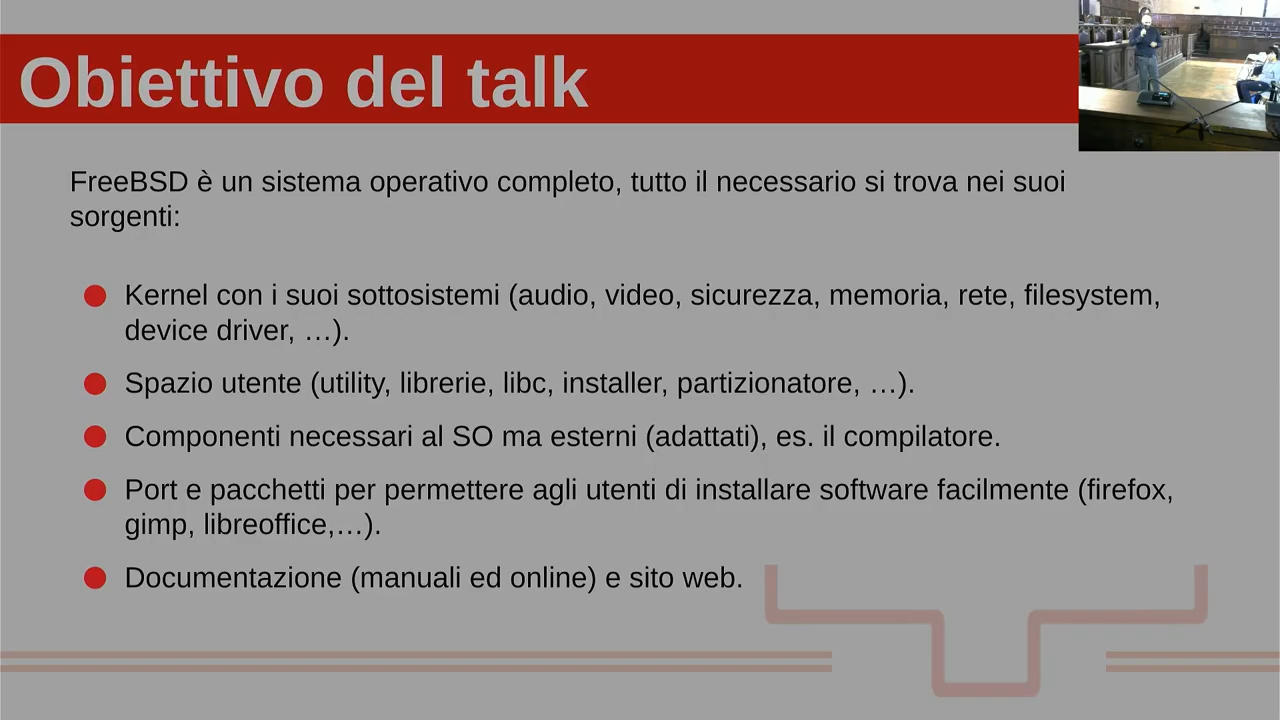 Obiettivo del talk
FreeBSD è un sistema operativo completo, tutto il necessario si trova nei suoi
sorgenti:
Kernel con i suoi sottosistemi (audio, video, sicurezza, memoria, rete, filesystem,
device driver, …).
Spazio utente (utility, librerie, libc, installer, partizionatore, …).
Componenti necessari al SO ma esterni (adattati), es. il compilatore.
Port e pacchetti per permettere agli utenti di installare software facilmente (firefox,
gimp, libreoffice,…).
Documentazione (manuali ed online) e sito web.